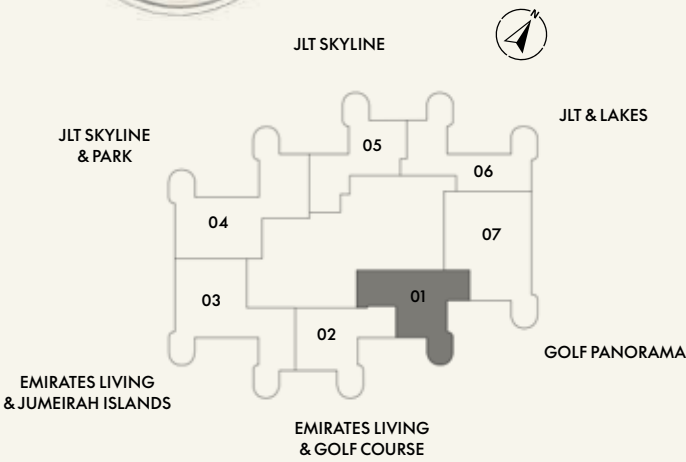 N
JLT SKYLINE
JLT & LAKES
JLT SKYLINE
& PARK
05
06
04
07
01
03
02
GOLF PANORAMA
EMIRATES LIVING
& JUMEIRAH ISLANDS
EMIRATES LIVING
& GOLF COURSE